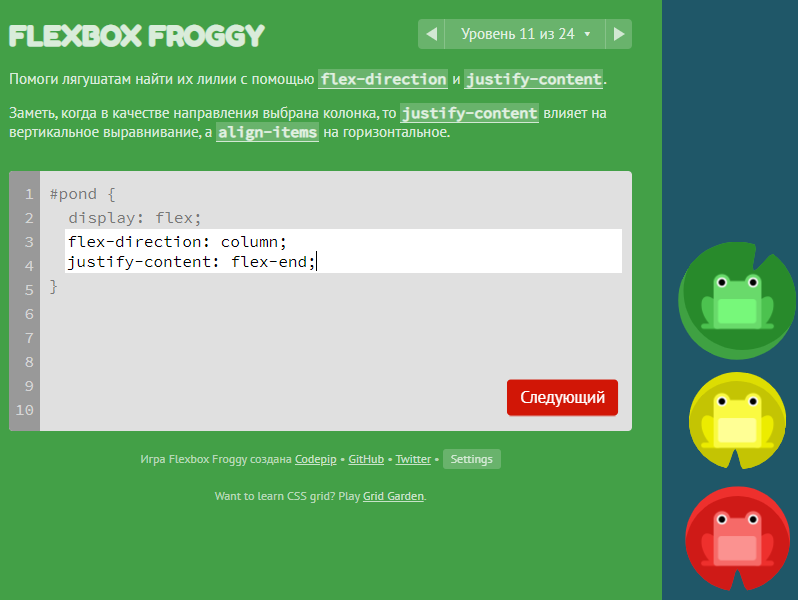 FLEXBOX FROGGY
Уровень 11 из 24
Помоги лягушатам найти их лилии с помощью flex-direction и justify-content.
Заметь, когда в качестве направления выбрана колонка, то justify-content влияет на
вертикальное выравнивание, а align-items на горизонтальное.
1 #pond {
2 display: flex;
3 flex-direction: column;
4 justify-content: flex-end;
5 }
6
7
8
9
10
Следующий
Игра Flexbox Froggy создана Codepip • GitHub • Twitter • Settings
Want to learn CSS grid? Play Grid Garden.